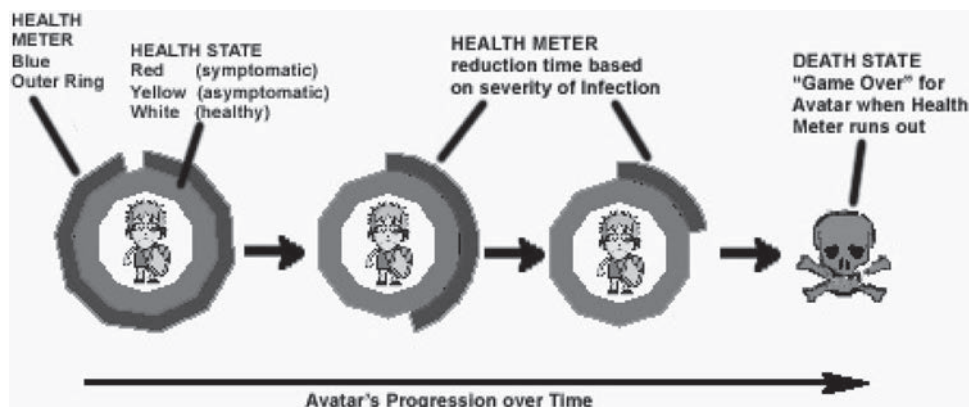 HEALTH
METER
Blue
Outer Ring
HEALTH STATE
Red (symptomatic)
Yellow (asymptomatic)
White (healthy)
HEALTH METER
reduction time based
on severity of Infection
DEATH STATE
“Game Over” for
Avatar when Health
Meter runs out
Avatar's Progression over Time